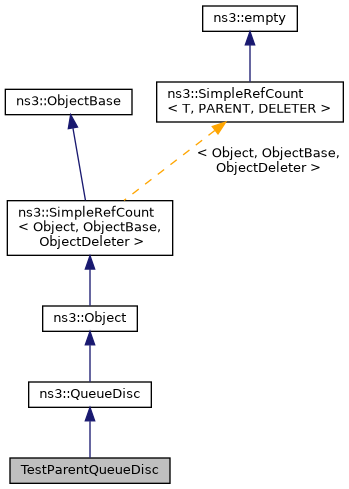 ns3::empty
ns3::SimpleRefCount
< T, PARENT, DELETER >
ns3::ObjectBase
< Object, ObjectBase,
ObjectDeleter >
ns3::SimpleRefCount
< Object, ObjectBase,
ObjectDeleter >
ns3::Object
ns3::QueueDisc
TestParentQueueDisc